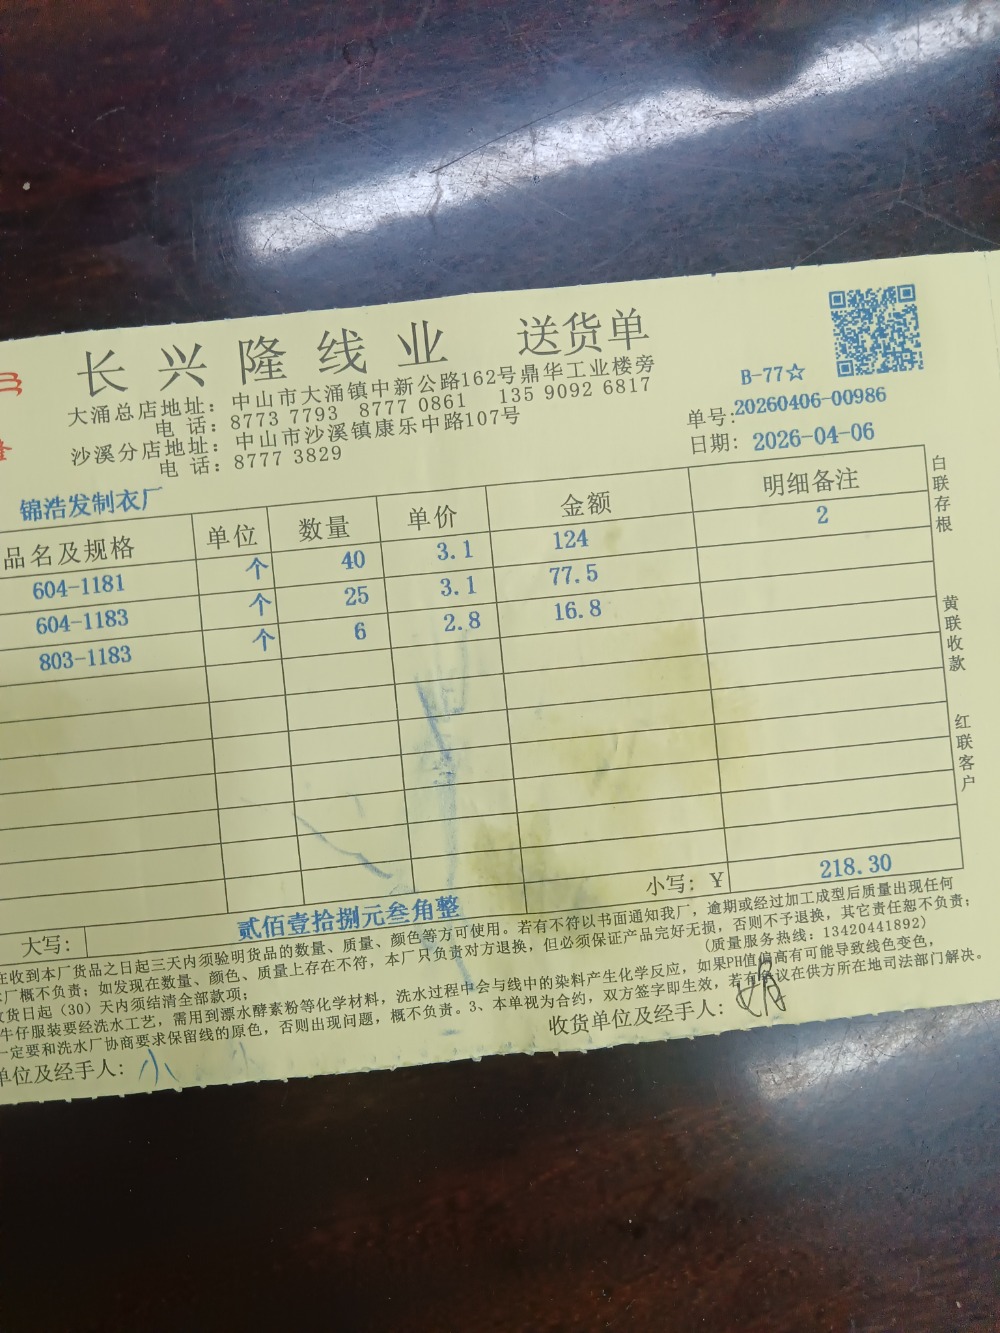 长兴隆线业 送货单
大涌总店地址：中山市大涌镇中新公路162号鼎华工业楼旁
电 话：8773 7793 8777 0861 135 9092 6817
沙溪分店地址：中山市沙溪镇康乐中路107号
电 话：8777 3829
B-77☆
单号：20260406-00986
日期：2026-04-06
锦浩发制衣厂
品名及规格 单位 数量 单价 金额 明细备注
604-1181 个 40 3.1 124 2
604-1183 个 25 3.1 77.5
803-1183 个 6 2.8 16.8
白联存根
黄联收款
红联客户
大写：贰佰壹拾捌元叁角整 小写：￥ 218.30
在收到本厂货品之日起三天内须验明货品的数量、质量、颜色等方可使用。若有不符以书面通知我厂，逾期或经过加工成型后质量出现任何
厂概不负责；如发现在数量、颜色、质量上存在不符，本厂只负责对方退换，但必须保证产品完好无损，否则不予退换，其它责任恕不负责；
货日起（30）天内须结清全部款项； （质量服务热线：13420441892）
牛仔服装要经洗水工艺，需用到漂水酵素粉等化学材料，洗水过程中会与线中的染料产生化学反应，如果PH值偏高有可能导致线色变色，
一定要和洗水厂协商要求保留线的原色，否则出现问题，概不负责。3、本单视为合约，双方签字即生效，若有争议在供方所在地司法部门解决。
单位及经手人：小
收货单位及经手人：